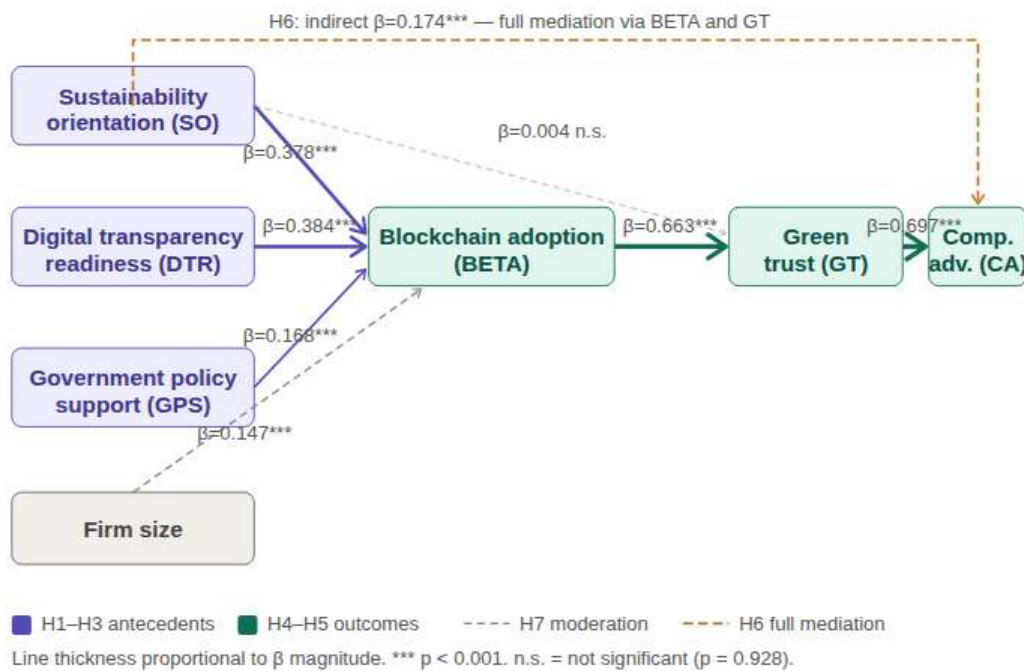 H6: indirect β=0.174*** — full mediation via BETA and GT
Sustainability
orientation (SO)
β=0.004 n.s.
β=0.378***
Digital transparency
readiness (DTR)
β=0.384***
Blockchain adoption
(BETA)
β=0.663***
Green
trust (GT)
β=0.697***
Comp.
adv. (CA)
β=0.168***
Government policy
support (GPS)
β=0.147***
Firm size
H1–H3 antecedents
H4–H5 outcomes
H7 moderation
H6 full mediation
Line thickness proportional to β magnitude. *** p < 0.001. n.s. = not significant (p = 0.928).